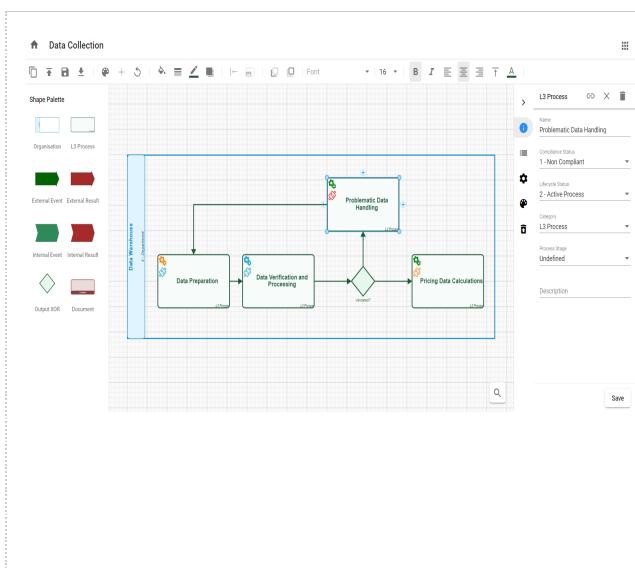 Data Collection
Font
16
B
I
A
Shape Palette
Organisation
L3 Process
External Event
External Result
Internal Event
Internal Result
Output XOR
Document
Data Warehouse
Problematic Data
Handling
L3 Process
Data Preparation
L3 Process
Data Verification and
Processing
L3 Process
Validated?
Pricing Data Calculations
L3 Process
L3 Process
Name
Problematic Data Handling
Compliance Status
1 - Non Compliant
Lifecycle Status
2 - Active Process
Category
L3 Process
Process Stage
Undefined
Description
Save